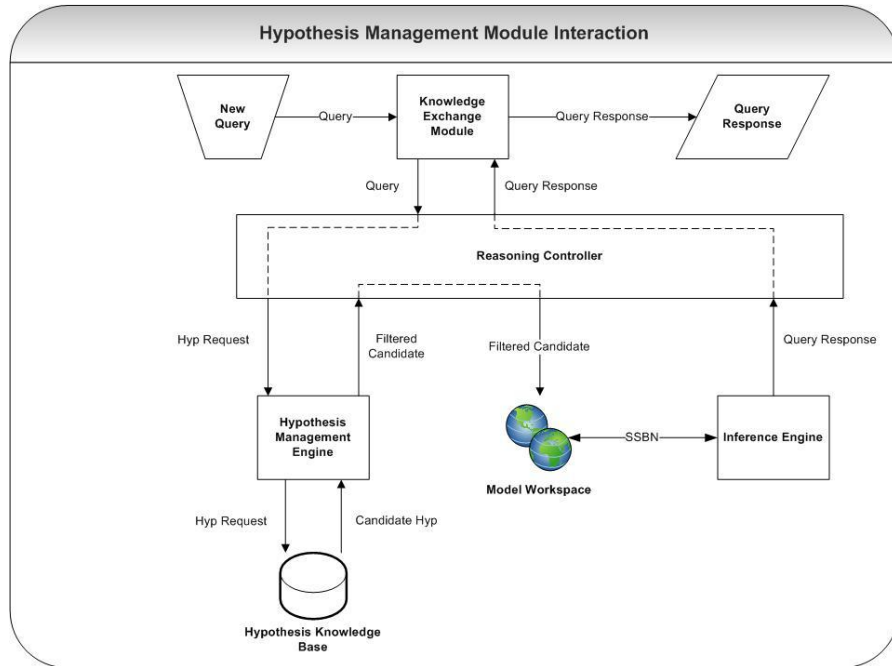 Hypothesis Management Module Interaction
New
Query
Query
Knowledge
Exchange
Module
Query Response
Query
Response
Query
Query Response
Reasoning Controller
Hyp Request
Filtered
Candidate
Filtered Candidate
Query Response
Hypothesis
Management
Engine
Model Workspace
SSBN
Inference Engine
Hyp Request
Candidate Hyp
Hypothesis Knowledge
Base